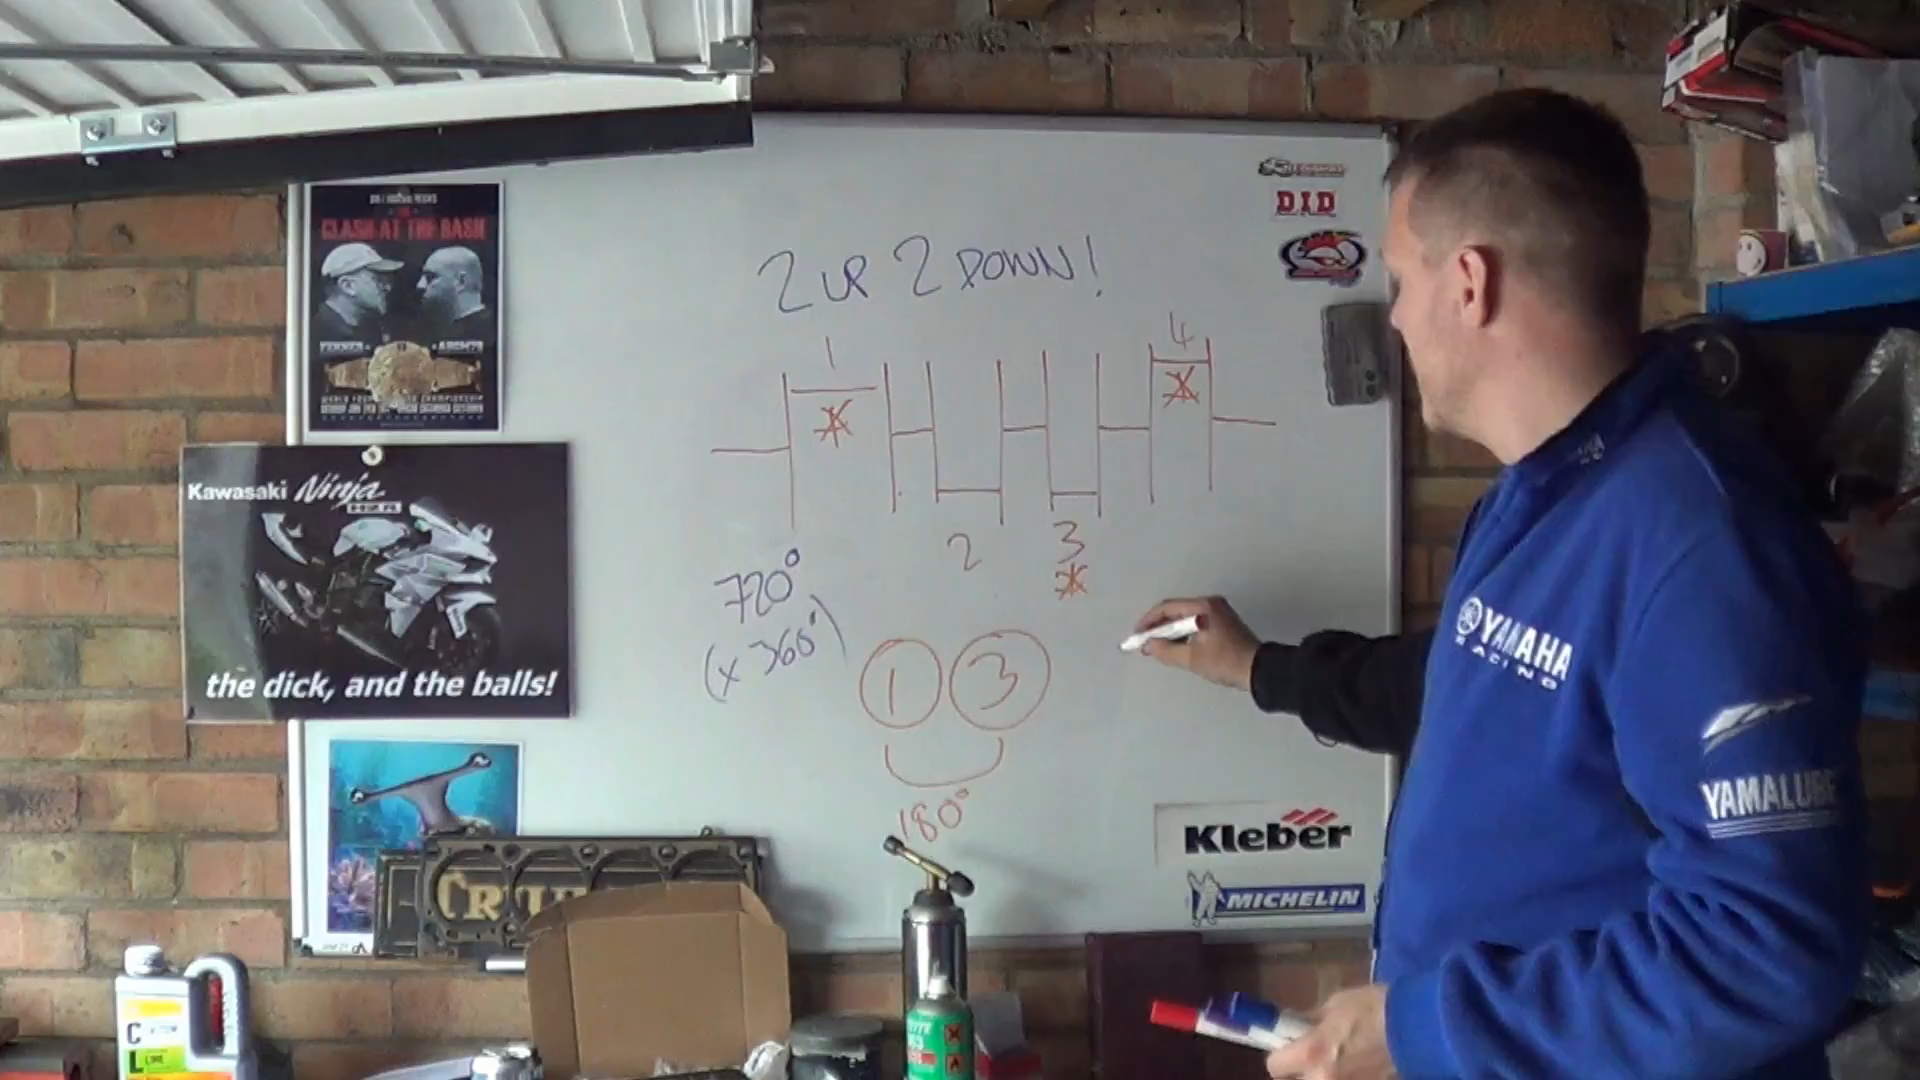 CLASH AT THE BASH
Kawasaki Ninja
the dick, and the balls!
2 UP 2 DOWN!
1
4
2
3
720°
(x 360°)
1 3
180°
D.I.D
YAMAHA
RACING
YAMALUBE
Kleber
MICHELIN